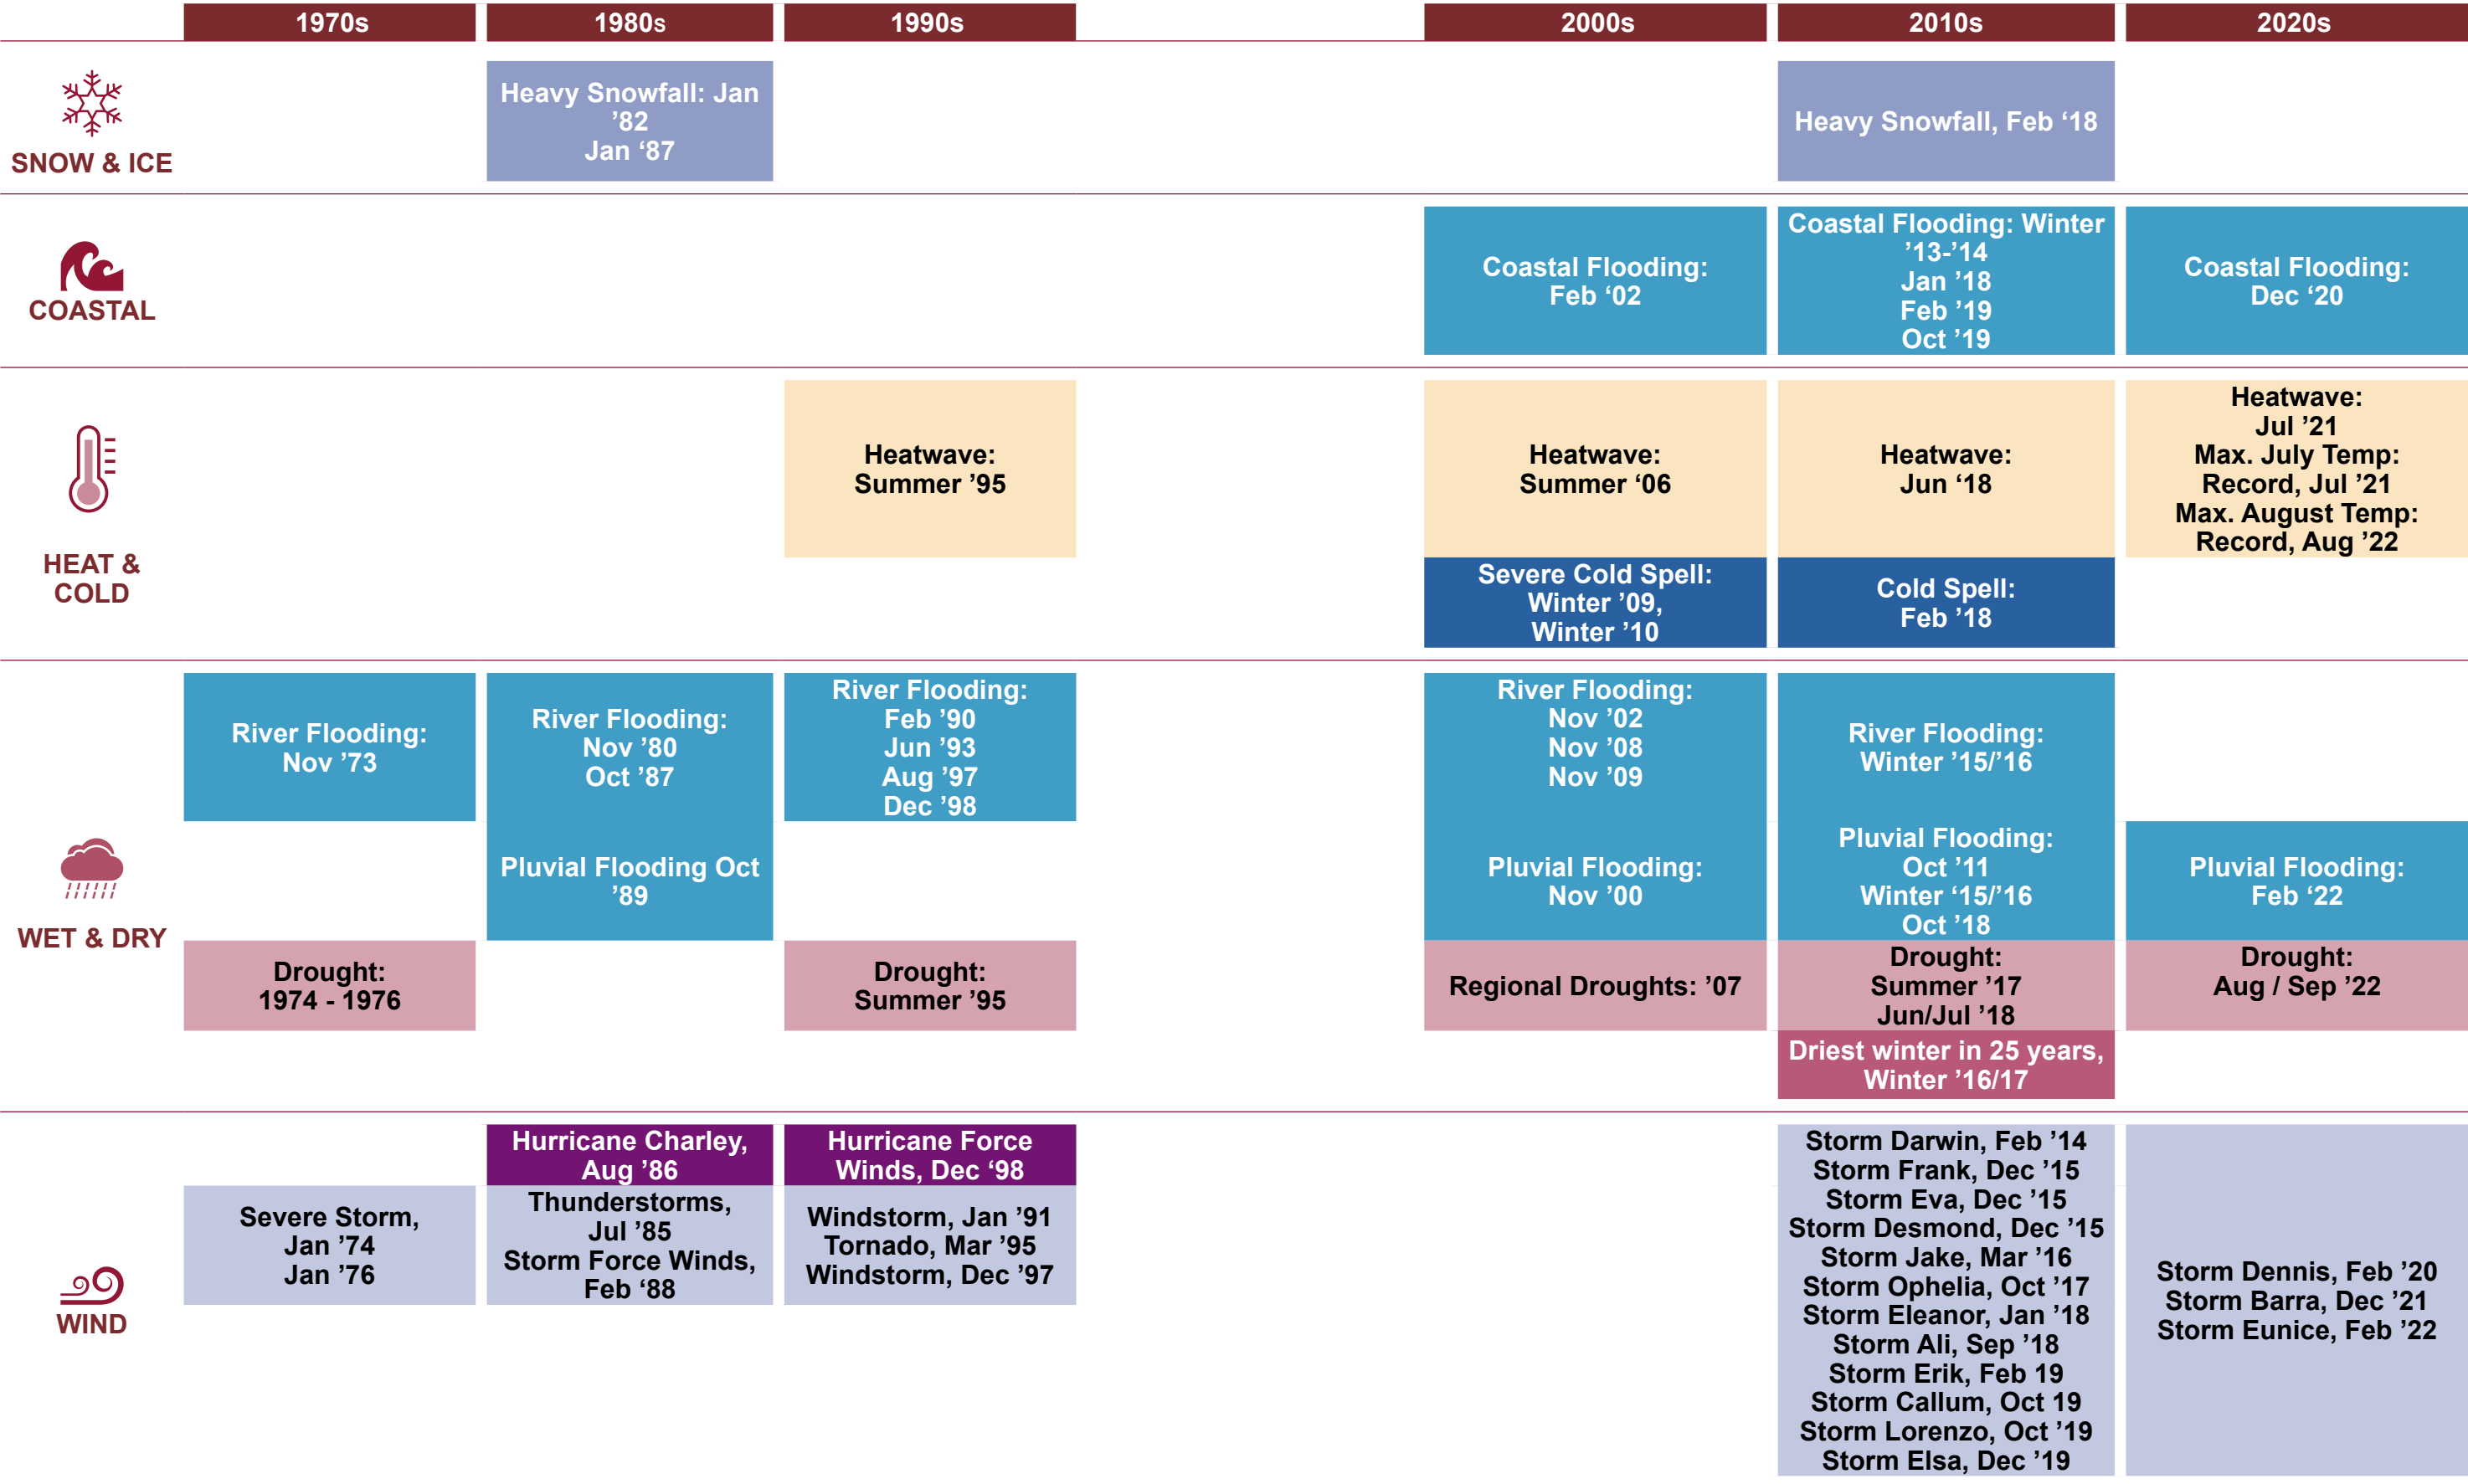 1970s
1980s
1990s
2000s
2010s
2020s
SNOW & ICE
Heavy Snowfall: Jan
’82
Jan ‘87
Heavy Snowfall, Feb ‘18
COASTAL
Coastal Flooding:
Feb ‘02
Coastal Flooding: Winter
’13-’14
Jan ’18
Feb ’19
Oct ’19
Coastal Flooding:
Dec ‘20
HEAT &
COLD
Heatwave:
Summer ’95
Heatwave:
Summer ‘06
Heatwave:
Jun ‘18
Heatwave:
Jul ’21
Max. July Temp:
Record, Jul ’21
Max. August Temp:
Record, Aug ’22
Severe Cold Spell:
Winter ’09,
Winter ’10
Cold Spell:
Feb ’18
WET & DRY
River Flooding:
Nov ’73
River Flooding:
Nov ’80
Oct ’87
River Flooding:
Feb ’90
Jun ’93
Aug ’97
Dec ’98
River Flooding:
Nov ’02
Nov ’08
Nov ’09
River Flooding:
Winter ’15/’16
Pluvial Flooding Oct
’89
Pluvial Flooding:
Nov ’00
Pluvial Flooding:
Oct ’11
Winter ‘15/’16
Oct ’18
Pluvial Flooding:
Feb ‘22
Drought:
1974 - 1976
Drought:
Summer ’95
Regional Droughts: ’07
Drought:
Summer ’17
Jun/Jul ’18
Drought:
Aug / Sep ’22
Driest winter in 25 years,
Winter ’16/17
WIND
Hurricane Charley,
Aug ’86
Hurricane Force
Winds, Dec ‘98
Severe Storm,
Jan ’74
Jan ’76
Thunderstorms,
Jul ’85
Storm Force Winds,
Feb ‘88
Windstorm, Jan ’91
Tornado, Mar ’95
Windstorm, Dec ’97
Storm Darwin, Feb ’14
Storm Frank, Dec ’15
Storm Eva, Dec ’15
Storm Desmond, Dec ’15
Storm Jake, Mar ’16
Storm Ophelia, Oct ’17
Storm Eleanor, Jan ’18
Storm Ali, Sep ’18
Storm Erik, Feb 19
Storm Callum, Oct 19
Storm Lorenzo, Oct ’19
Storm Elsa, Dec ’19
Storm Dennis, Feb ’20
Storm Barra, Dec ’21
Storm Eunice, Feb ’22